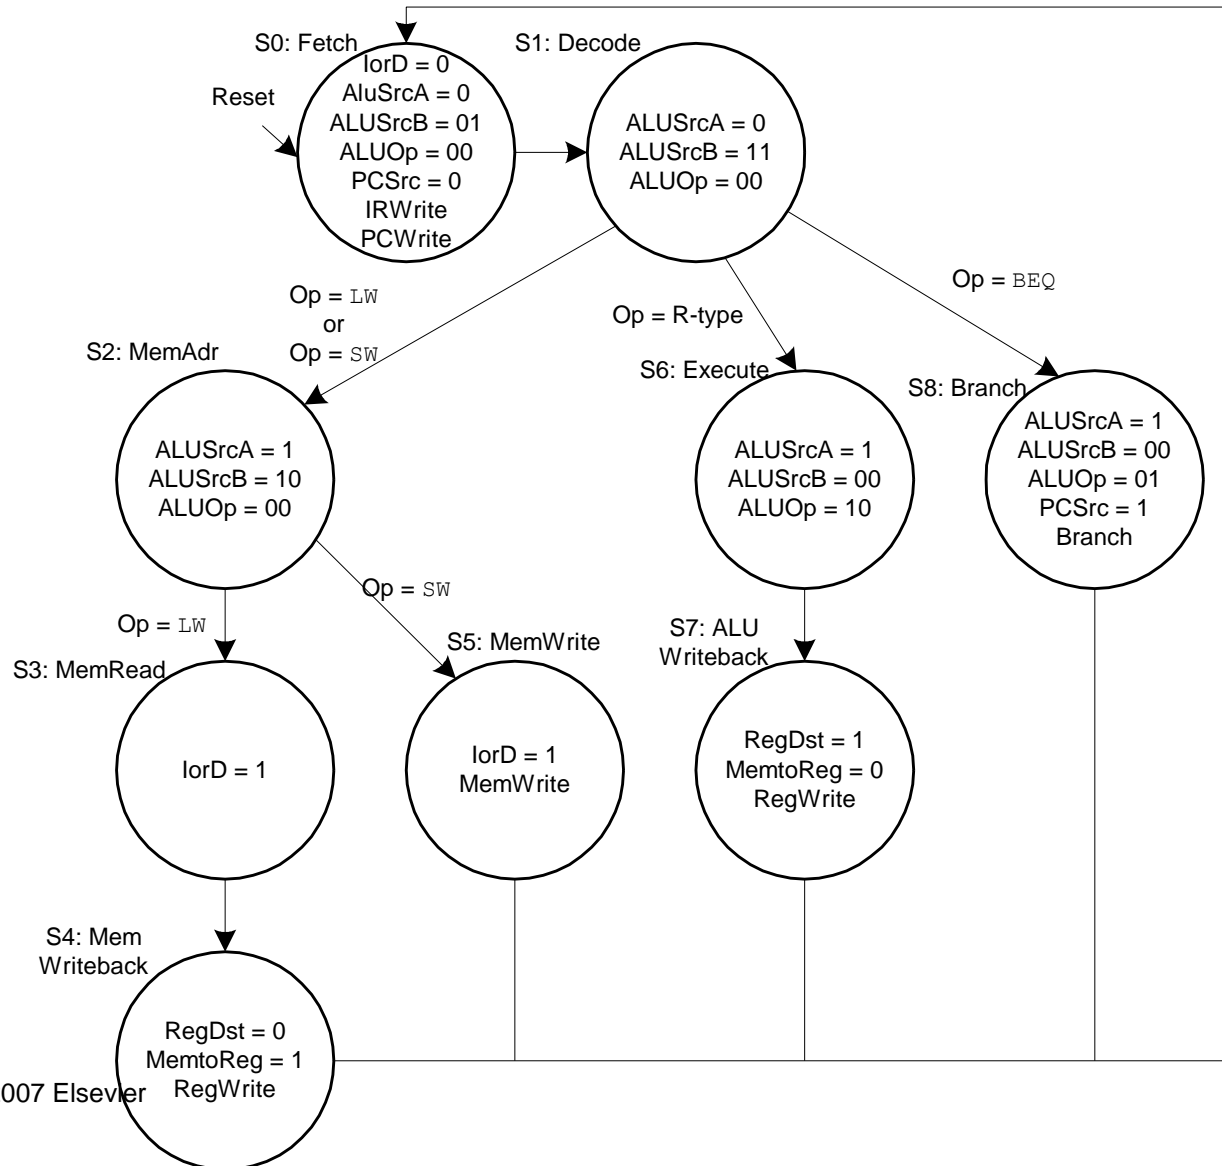 S0: Fetch
IorD = 0
AluSrcA = 0
ALUSrcB = 01
ALUOp = 00
PCSrc = 0
IRWrite
PCWrite
Reset
S1: Decode
ALUSrcA = 0
ALUSrcB = 11
ALUOp = 00
Op = LW
or
Op = SW
Op = R-type
Op = BEQ
S2: MemAdr
ALUSrcA = 1
ALUSrcB = 10
ALUOp = 00
S6: Execute
ALUSrcA = 1
ALUSrcB = 00
ALUOp = 10
S8: Branch
ALUSrcA = 1
ALUSrcB = 00
ALUOp = 01
PCSrc = 1
Branch
Op = LW
Op = SW
S3: MemRead
IorD = 1
S5: MemWrite
IorD = 1
MemWrite
S7: ALU
Writeback
RegDst = 1
MemtoReg = 0
RegWrite
S4: Mem
Writeback
RegDst = 0
MemtoReg = 1
RegWrite
007 Elsevier